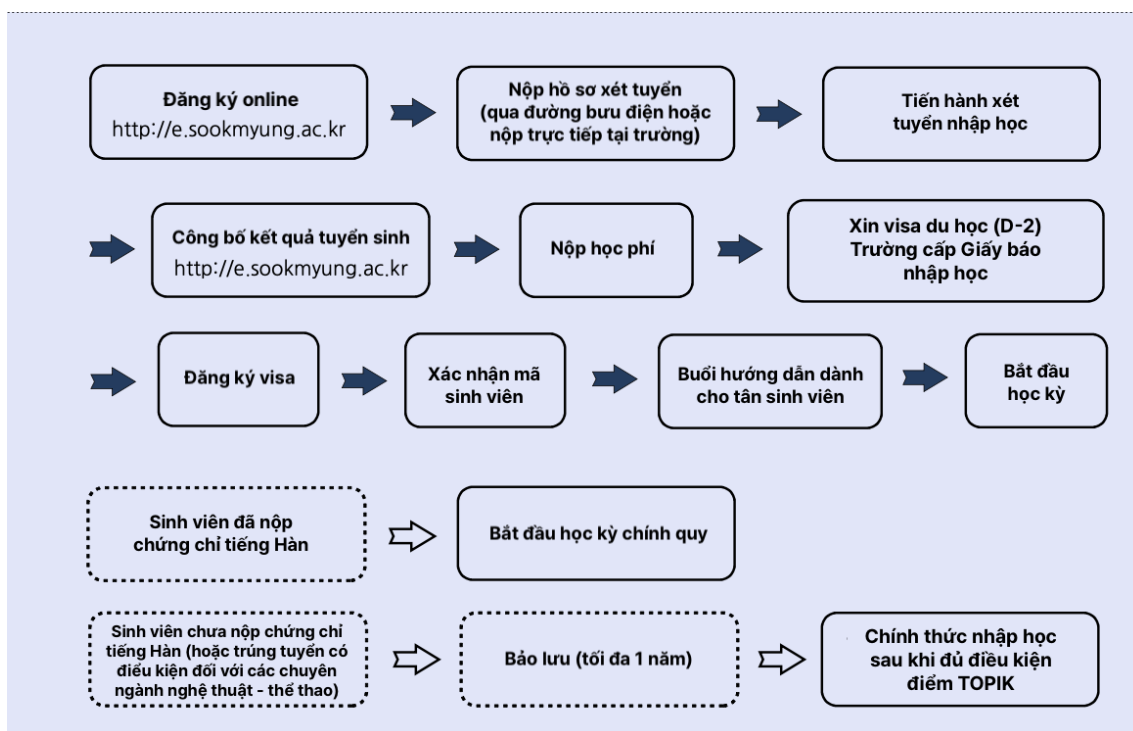 Đăng ký online
http://e.sookmyung.ac.kr
Nộp hồ sơ xét tuyển
(qua đường bưu điện hoặc
nộp trực tiếp tại trường)
Tiến hành xét
tuyển nhập học
Công bố kết quả tuyển sinh
http://e.sookmyung.ac.kr
Nộp học phí
Xin visa du học (D-2)
Trường cấp Giấy báo
nhập học
Đăng ký visa
Xác nhận mã
sinh viên
Buổi hướng dẫn dành
cho tân sinh viên
Bắt đầu
học kỳ
Sinh viên đã nộp
chứng chỉ tiếng Hàn
Bắt đầu học kỳ chính quy
Sinh viên chưa nộp chứng chỉ
tiếng Hàn (hoặc trúng tuyển có
điều kiện đối với các chuyên
ngành nghệ thuật - thể thao)
Bảo lưu (tối đa 1 năm)
Chính thức nhập học
sau khi đủ điều kiện
điểm TOPIK